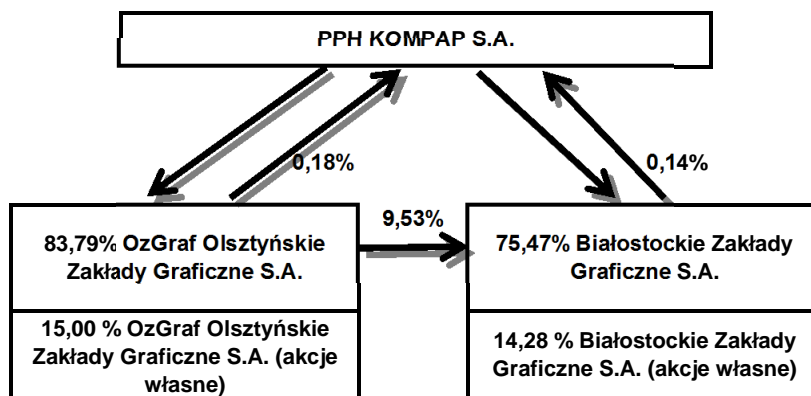 PPH KOMPAP S.A.
0,18%
0,14%
9,53%
83,79% OzGraf Olsztyńskie
Zakłady Graficzne S.A.
75,47% Białostockie Zakłady
Graficzne S.A.
15,00 % OzGraf Olsztyńskie
Zakłady Graficzne S.A. (akcje
własne)
14,28 % Białostockie Zakłady
Graficzne S.A. (akcje własne)